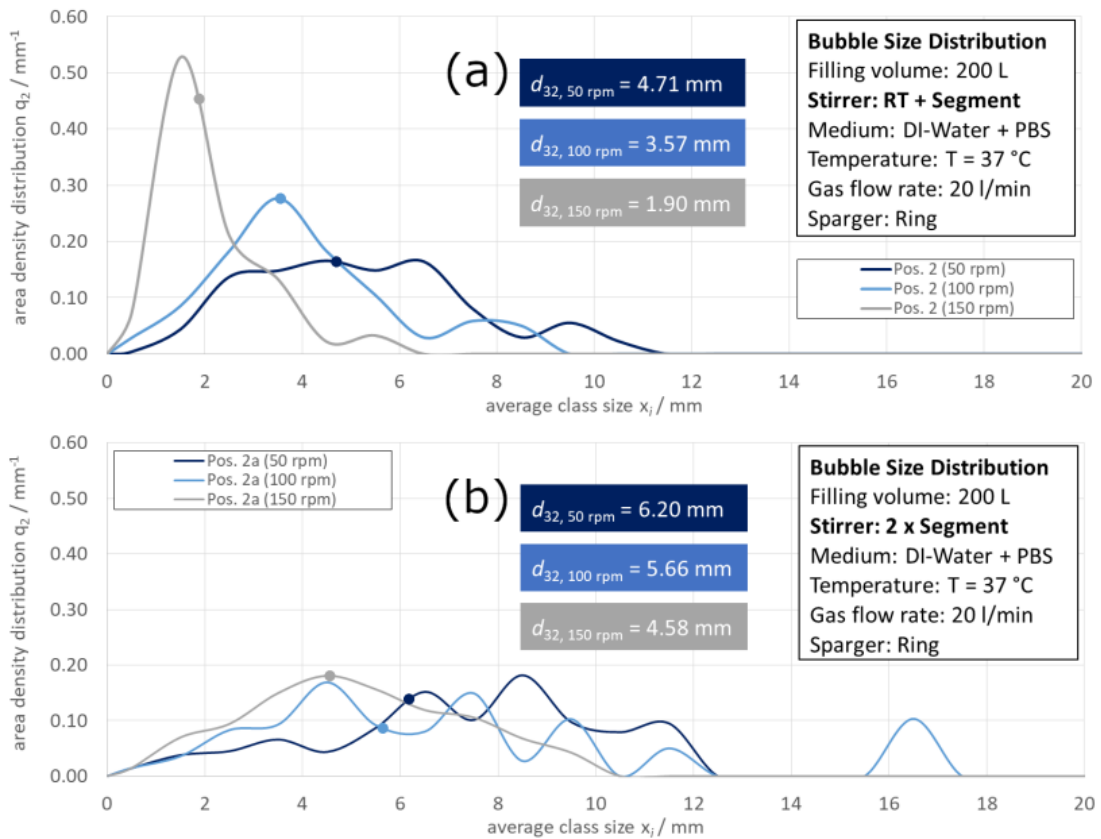 0.60
0.50
0.40
0.30
0.20
0.10
0.00
area density distribution q2 / mm-1
(a)
d32, 50 rpm = 4.71 mm
d32, 100 rpm = 3.57 mm
d32, 150 rpm = 1.90 mm
Bubble Size Distribution
Filling volume: 200 L
Stirrer: RT + Segment
Medium: DI-Water + PBS
Temperature: T = 37 °C
Gas flow rate: 20 l/min
Sparger: Ring
Pos. 2 (50 rpm)
Pos. 2 (100 rpm)
Pos. 2 (150 rpm)
0 2 4 6 8 10 12 14 16 18 20
average class size xi / mm
0.60
0.50
0.40
0.30
0.20
0.10
0.00
area density distribution q2 / mm-1
Pos. 2a (50 rpm)
Pos. 2a (100 rpm)
Pos. 2a (150 rpm)
(b)
d32, 50 rpm = 6.20 mm
d32, 100 rpm = 5.66 mm
d32, 150 rpm = 4.58 mm
Bubble Size Distribution
Filling volume: 200 L
Stirrer: 2 x Segment
Medium: DI-Water + PBS
Temperature: T = 37 °C
Gas flow rate: 20 l/min
Sparger: Ring
0 2 4 6 8 10 12 14 16 18 20
average class size xi / mm